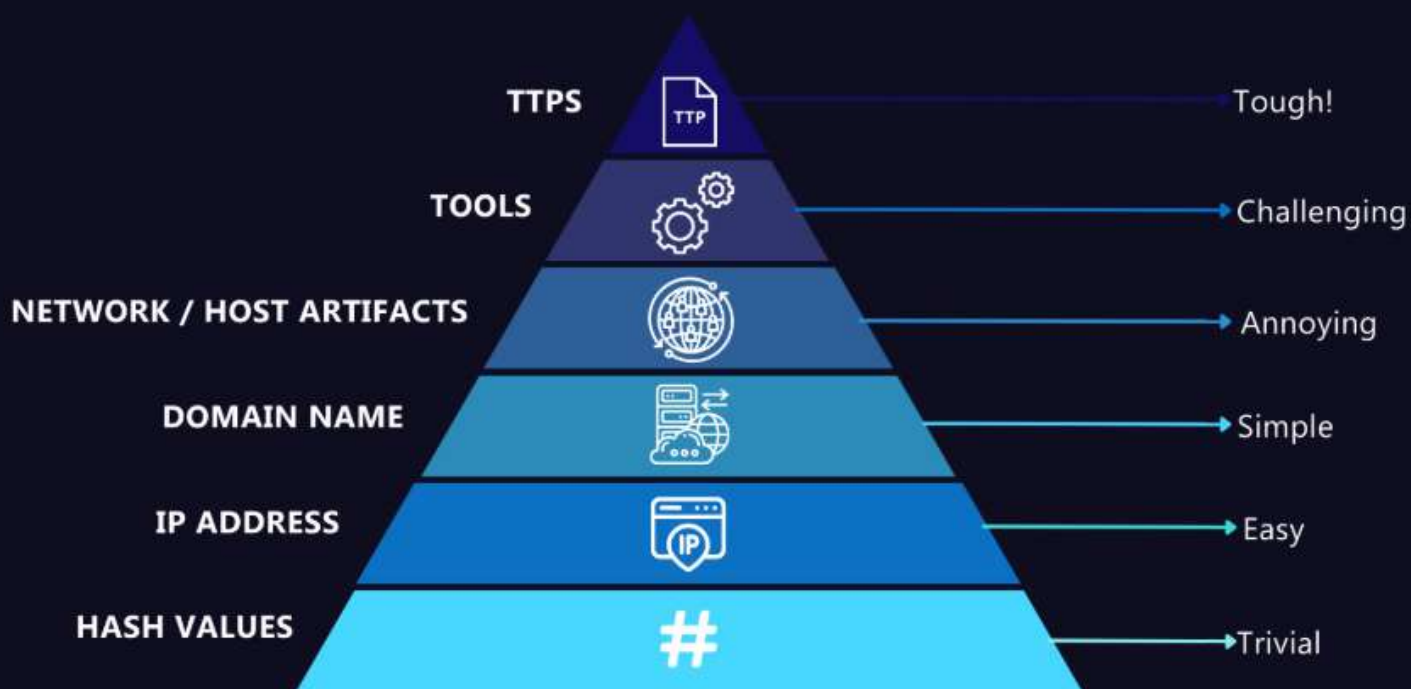 TTPS
TTP
Tough!
TOOLS
Challenging
NETWORK / HOST ARTIFACTS
Annoying
DOMAIN NAME
Simple
IP ADDRESS
IP
Easy
HASH VALUES
#
Trivial